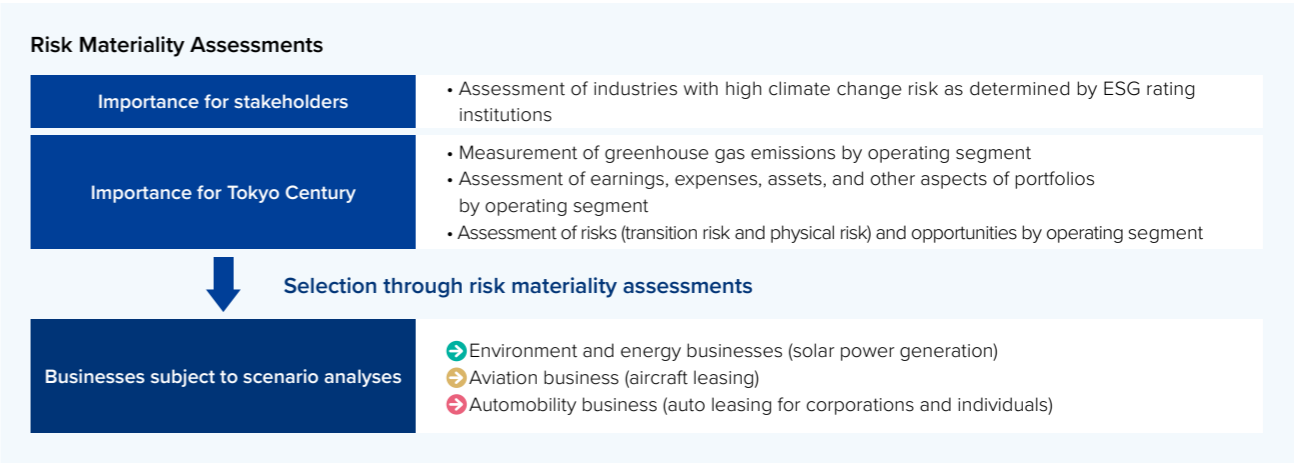 Risk Materiality Assessments
Importance for stakeholders
• Assessment of industries with high climate change risk as determined by ESG rating
institutions
Importance for Tokyo Century
• Measurement of greenhouse gas emissions by operating segment
• Assessment of earnings, expenses, assets, and other aspects of portfolios
by operating segment
• Assessment of risks (transition risk and physical risk) and opportunities by operating segment
Selection through risk materiality assessments
Businesses subject to scenario analyses
Environment and energy businesses (solar power generation)
Aviation business (aircraft leasing)
Automobility business (auto leasing for corporations and individuals)